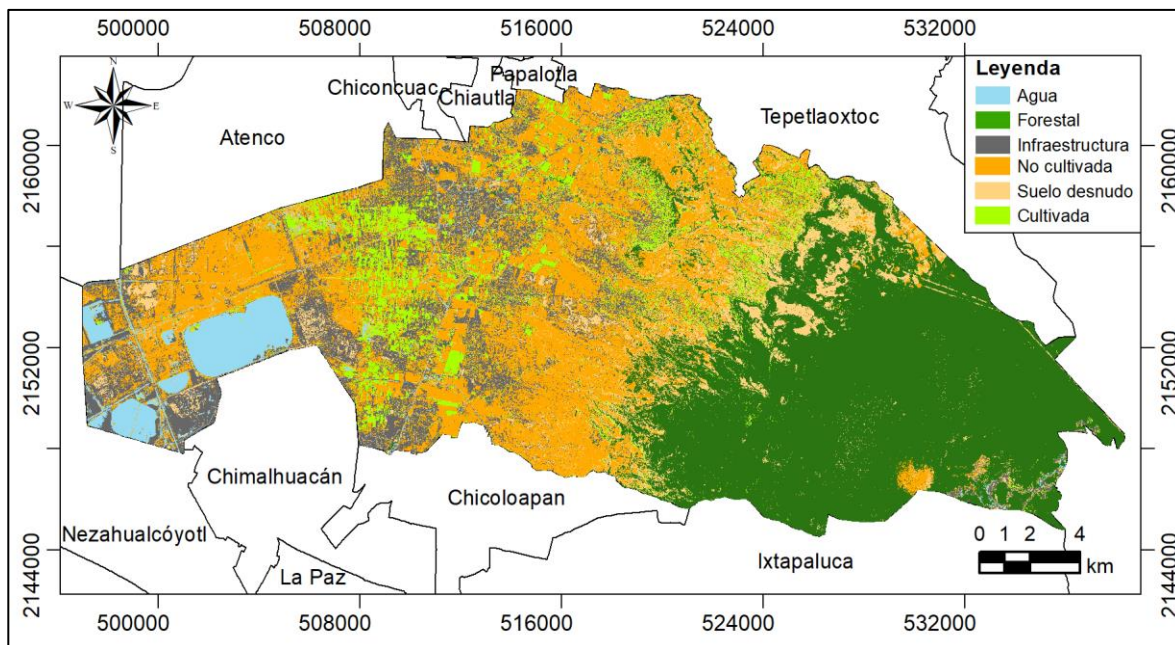 500000 508000 516000 524000 532000
N
W E
S
Papalotla
Chiconcuac
Chiautla
Atenco
Tepetlaoxtoc
Leyenda
Agua
Forestal
Infraestructura
No cultivada
Suelo desnudo
Cultivada
2160000 2160000
2152000 2152000
Chimalhuacán
Chicoloapan
Nezahualcóyotl
La Paz
Ixtapaluca
0 1 2 4
km
2144000 2144000
500000 508000 516000 524000 532000